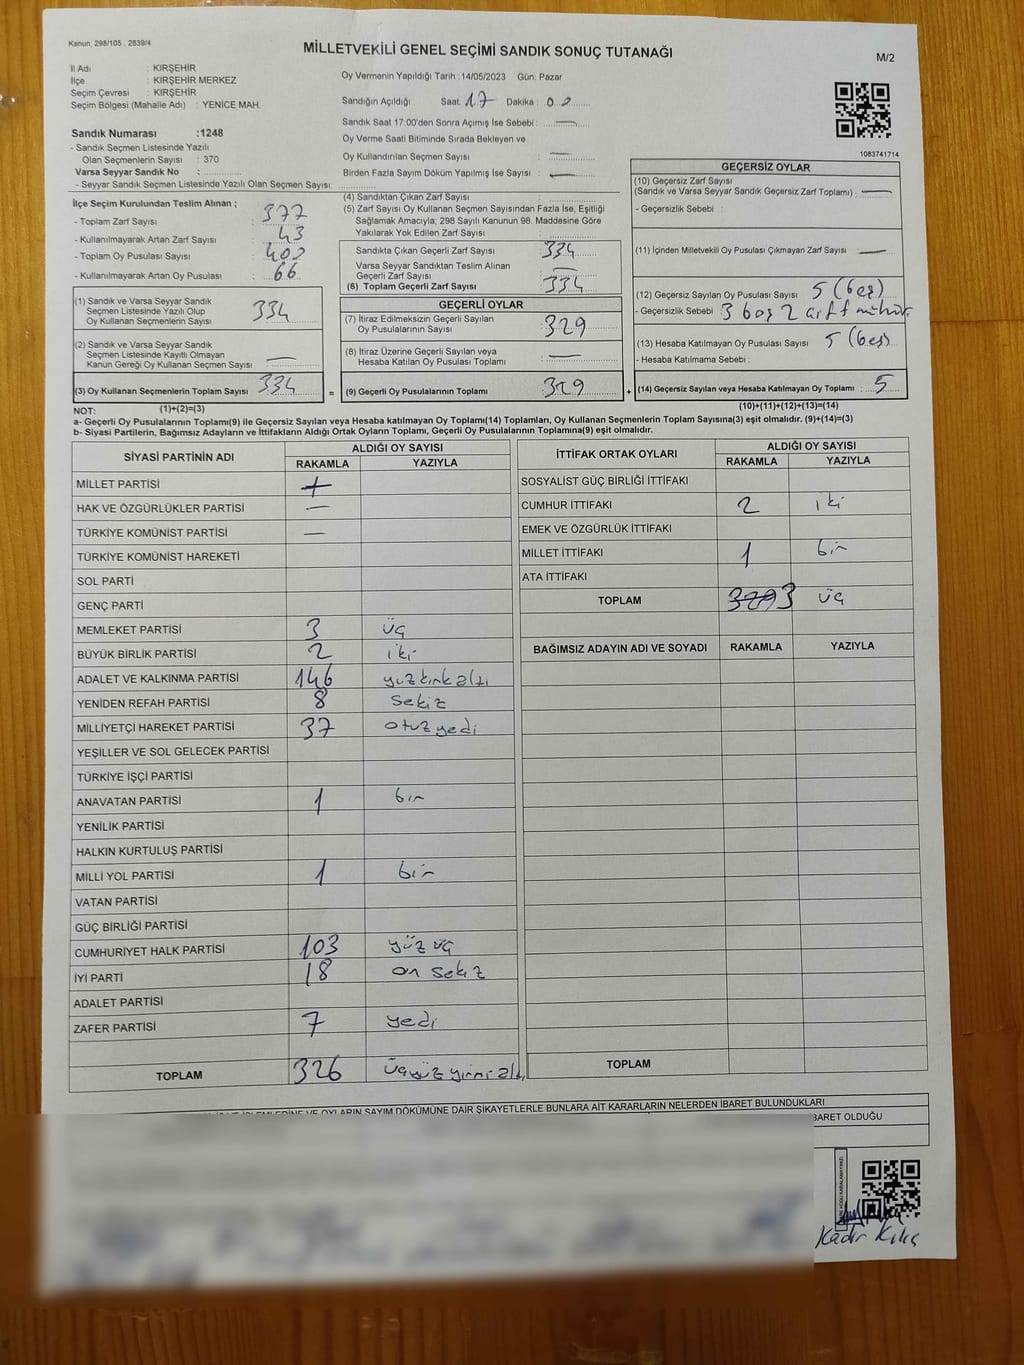 Kanun, 298/105 , 2839/4
MİLLETVEKİLİ GENEL SEÇİMİ SANDIK SONUÇ TUTANAĞI
M/2
İl Adı : KIRŞEHİR
İlçe : KIRŞEHİR MERKEZ
Seçim Çevresi : KIRŞEHİR
Seçim Bölgesi (Mahalle Adı) : YENİCE MAH.
Sandık Numarası :1248
- Sandık Seçmen Listesinde Yazılı
Olan Seçmenlerin Sayısı : 370
Varsa Seyyar Sandık No :
- Seyyar Sandık Seçmen Listesinde Yazılı Olan Seçmen Sayısı:
Oy Vermenin Yapıldığı Tarih : 14/05/2023 Gün: Pazar
Sandığın Açıldığı Saat: 17 Dakika : 00
Sandık Saat 17:00'den Sonra Açımış İse Sebebi : —
Oy Verme Saati Bitiminde Sırada Bekleyen ve
Oy Kullandırılan Seçmen Sayısı : —
Birden Fazla Sayım Döküm Yapılmış İse Sayısı : —
1083741714
İlçe Seçim Kurulundan Teslim Alınan ;
- Toplam Zarf Sayısı : 377
- Kullanılmayarak Artan Zarf Sayısı : 43
- Toplam Oy Pusulası Sayısı : 400
- Kullanılmayarak Artan Oy Pusulası : 66
(4) Sandıktan Çıkan Zarf Sayısı :
(5) Zarf Sayısı Oy Kullanan Seçmen Sayısından Fazla İse, Eşitliği
Sağlamak Amacıyla; 298 Sayılı Kanunun 98. Maddesine Göre
Yakılarak Yok Edilen Zarf Sayısı :
Sandıkta Çıkan Geçerli Zarf Sayısı : 334
Varsa Seyyar Sandıktan Teslim Alınan
Geçerli Zarf Sayısı : —
(6) Toplam Geçerli Zarf Sayısı : 334
GEÇERSİZ OYLAR
(10) Geçersiz Zarf Sayısı
(Sandık ve Varsa Seyyar Sandık Geçersiz Zarf Toplamı) : —
- Geçersizlik Sebebi :
(11) İçinden Milletvekili Oy Pusulası Çıkmayan Zarf Sayısı —
(12) Geçersiz Sayılan Oy Pusulası Sayısı 5 (beş)
- Geçersizlik Sebebi 3 boş 2 çift mühür
(13) Hesaba Katılmayan Oy Pusulası Sayısı : 5 (beş)
- Hesaba Katılmama Sebebi :
(14) Geçersiz Sayılan veya Hesaba Katılmayan Oy Toplamı : 5
(10)+(11)+(12)+(13)=(14)
(1) Sandık ve Varsa Seyyar Sandık
Seçmen Listesinde Yazılı Olup
Oy Kullanan Seçmenlerin Sayısı : 334
(2) Sandık ve Varsa Seyyar Sandık
Seçmen Listesinde Kayıtlı Olmayan
Kanun Gereği Oy Kullanan Seçmen Sayısı : —
(3) Oy Kullanan Seçmenlerin Toplam Sayısı : 334 =
GEÇERLİ OYLAR
(7) İtiraz Edilmeksizin Geçerli Sayılan
Oy Pusulalarının Sayısı : 329
(8) İtiraz Üzerine Geçerli Sayılan veya
Hesaba Katılan Oy Pusulası Toplamı : —
(9) Geçerli Oy Pusulalarının Toplamı : 329 +
NOT: (1)+(2)=(3)
a- Geçerli Oy Pusulalarının Toplamı(9) ile Geçersiz Sayılan veya Hesaba katılmayan Oy Toplamı(14) Toplamları, Oy Kullanan Seçmenlerin Toplam Sayısına(3) eşit olmalıdır. (9)+(14)=(3)
b- Siyasi Partilerin, Bağımsız Adayların ve İttifakların Aldığı Ortak Oyların Toplamı, Geçerli Oy Pusulalarının Toplamına(9) eşit olmalıdır.
SİYASİ PARTİNİN ADI ALDIĞI OY SAYISI
RAKAMLA YAZIYLA
MİLLET PARTİSİ
HAK VE ÖZGÜRLÜKLER PARTİSİ —
TÜRKİYE KOMÜNİST PARTİSİ —
TÜRKİYE KOMÜNİST HAREKETİ
SOL PARTİ
GENÇ PARTİ
MEMLEKET PARTİSİ 3 üç
BÜYÜK BİRLİK PARTİSİ 2 iki
ADALET VE KALKINMA PARTİSİ 146 yüzkırkaltı
YENİDEN REFAH PARTİSİ 8 sekiz
MİLLİYETÇİ HAREKET PARTİSİ 37 otuzyedi
YEŞİLLER VE SOL GELECEK PARTİSİ
TÜRKİYE İŞÇİ PARTİSİ
ANAVATAN PARTİSİ 1 bir
YENİLİK PARTİSİ
HALKIN KURTULUŞ PARTİSİ
MİLLİ YOL PARTİSİ 1 bir
VATAN PARTİSİ
GÜÇ BİRLİĞİ PARTİSİ
CUMHURİYET HALK PARTİSİ 103 yüz üç
İYİ PARTİ 18 on sekiz
ADALET PARTİSİ
ZAFER PARTİSİ 7 yedi
TOPLAM 326 üçyüz yirmi altı
İTTİFAK ORTAK OYLARI ALDIĞI OY SAYISI
RAKAMLA YAZIYLA
SOSYALİST GÜÇ BİRLİĞİ İTTİFAKI
CUMHUR İTTİFAKI 2 iki
EMEK VE ÖZGÜRLÜK İTTİFAKI
MİLLET İTTİFAKI 1 bir
ATA İTTİFAKI
TOPLAM 3 üç
BAĞIMSIZ ADAYIN ADI VE SOYADI RAKAMLA YAZIYLA
TOPLAM
OYLARIN SAYIM DÖKÜMÜNE DAİR ŞİKAYETLERLE BUNLARA AİT KARARLARIN NELERDEN İBARET BULUNDUKLARI
OLDUĞU
Kadir Kılıç